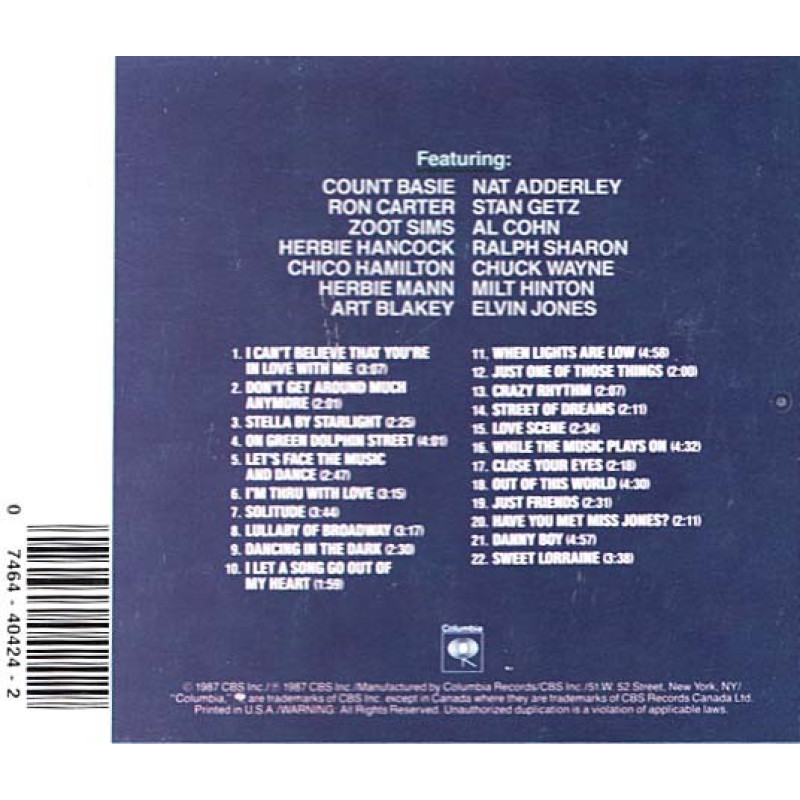 Featuring:
COUNT BASIE NAT ADDERLEY
RON CARTER STAN GETZ
ZOOT SIMS AL COHN
HERBIE HANCOCK RALPH SHARON
CHICO HAMILTON CHUCK WAYNE
HERBIE MANN MILT HINTON
ART BLAKEY ELVIN JONES
1. I CAN'T BELIEVE THAT YOU'RE
IN LOVE WITH ME (3:07)
2. DON'T GET AROUND MUCH
ANYMORE (2:01)
3. STELLA BY STARLIGHT (2:25)
4. ON GREEN DOLPHIN STREET (4:01)
5. LET'S FACE THE MUSIC
AND DANCE (2:47)
6. I'M THRU WITH LOVE (3:15)
7. SOLITUDE (3:44)
8. LULLABY OF BROADWAY (3:17)
9. DANCING IN THE DARK (2:30)
10. I LET A SONG GO OUT OF
MY HEART (1:59)
11. WHEN LIGHTS ARE LOW (4:58)
12. JUST ONE OF THOSE THINGS (2:00)
13. CRAZY RHYTHM (2:07)
14. STREET OF DREAMS (2:11)
15. LOVE SCENE (2:34)
16. WHILE THE MUSIC PLAYS ON (4:32)
17. CLOSE YOUR EYES (2:18)
18. OUT OF THIS WORLD (4:30)
19. JUST FRIENDS (2:31)
20. HAVE YOU MET MISS JONES? (2:11)
21. DANNY BOY (4:57)
22. SWEET LORRAINE (3:38)
Columbia
© 1987 CBS Inc./℗ 1987 CBS Inc./Manufactured by Columbia Records/CBS Inc./51 W. 52 Street, New York, NY/
"Columbia," are trademarks of CBS Inc. except in Canada where they are trademarks of CBS Records Canada Ltd.
Printed in U.S.A./WARNING: All Rights Reserved. Unauthorized duplication is a violation of applicable laws.
0 7464-40424-2